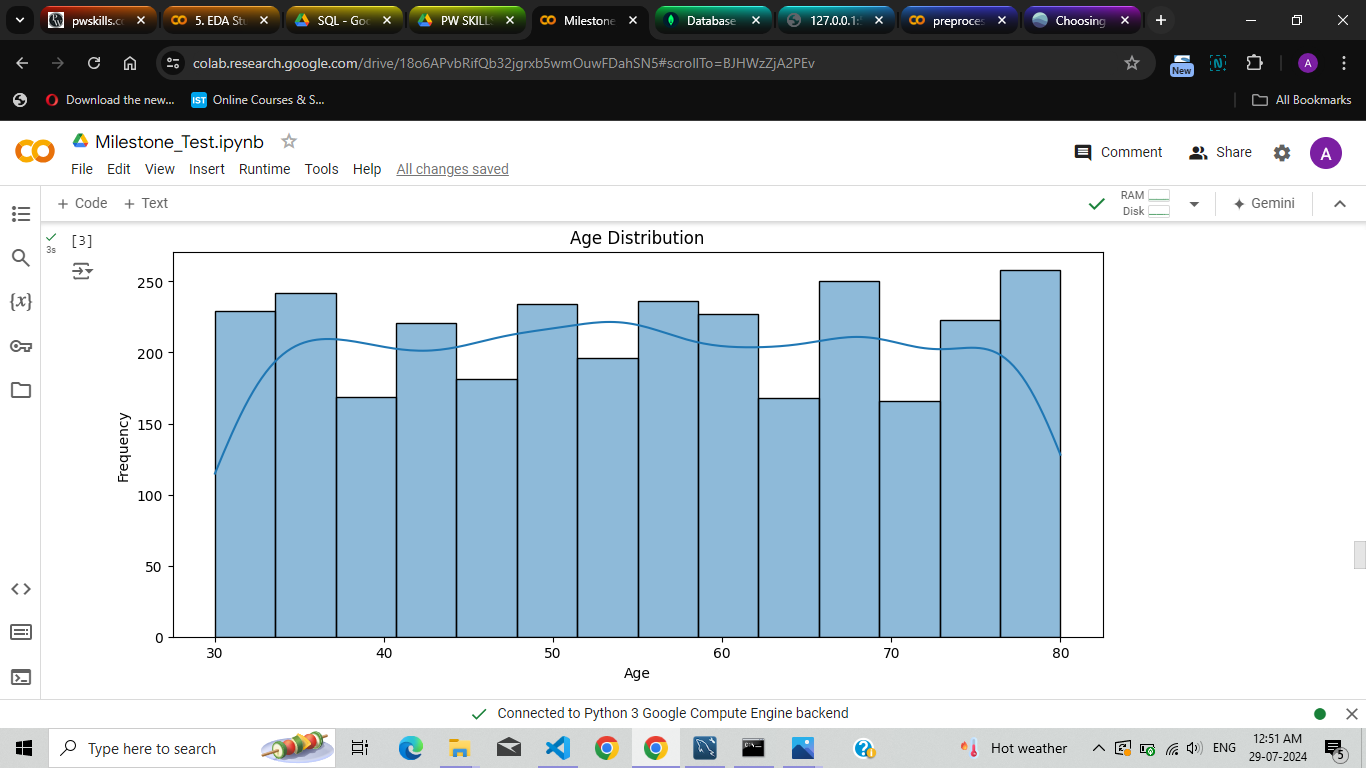 pwskills.c
5. EDA Stu
SQL - Goo
PW SKILL
Milestone
Database
127.0.0.1:
preproces
Choosing
colab.research.google.com/drive/18o6APvbRifQb32jgrxb5wmOuwFDahSN5#scrollTo=BJHWzZjA2PEv
New
A
Download the new...
IST
Online Courses & S...
All Bookmarks
Milestone_Test.ipynb
File Edit View Insert Runtime Tools Help All changes saved
Comment
Share
A
+ Code + Text
RAM
Disk
Gemini
3s
[3]
{x}
Age Distribution
Frequency
250
200
150
100
50
0
30 40 50 60 70 80
Age
Connected to Python 3 Google Compute Engine backend
Type here to search
Hot weather
ENG
12:51 AM
29-07-2024
5